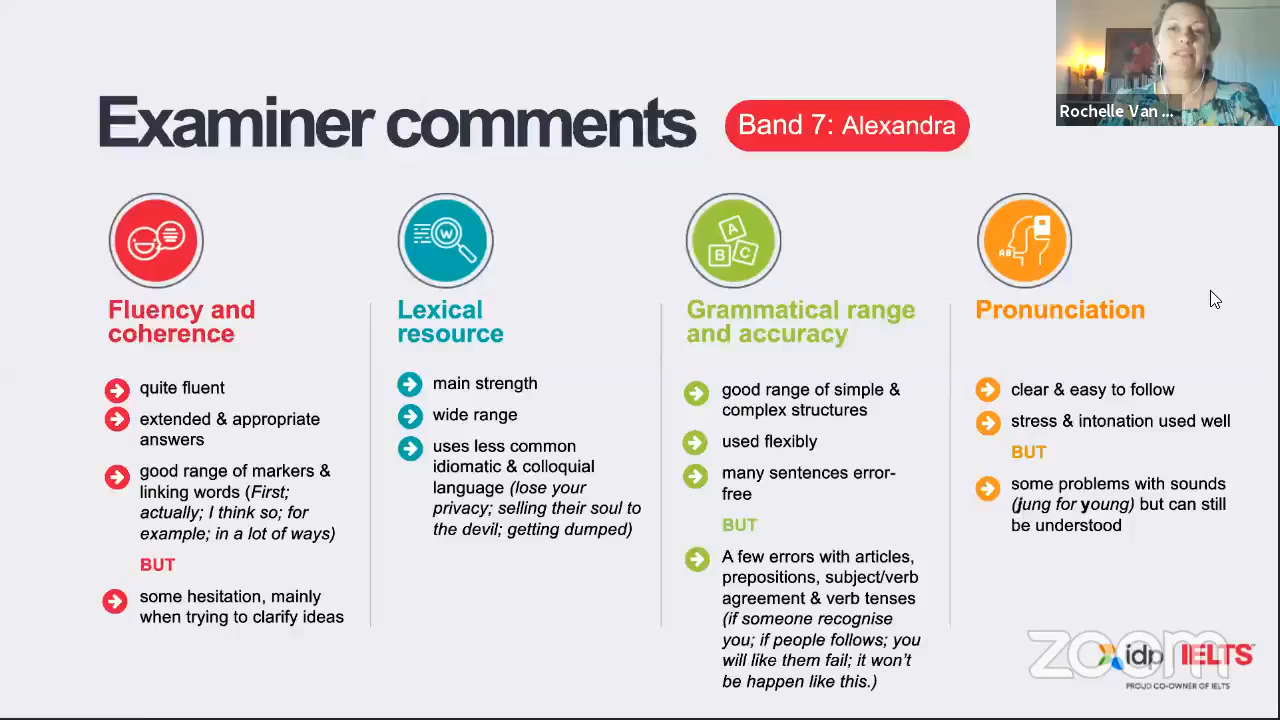 Examiner comments
Band 7: Alexandra
Rochelle Van ...
Fluency and
coherence
quite fluent
extended & appropriate
answers
good range of markers &
linking words (First;
actually; I think so; for
example; in a lot of ways)
BUT
some hesitation, mainly
when trying to clarify ideas
W
Lexical
resource
main strength
wide range
uses less common
idiomatic & colloquial
language (lose your
privacy; selling their soul to
the devil; getting dumped)
A
B C
Grammatical range
and accuracy
good range of simple &
complex structures
used flexibly
many sentences error-
free
BUT
A few errors with articles,
prepositions, subject/verb
agreement & verb tenses
(if someone recognise
you; if people follows; you
will like them fail; it won't
be happen like this.)
AB
Pronunciation
clear & easy to follow
stress & intonation used well
BUT
some problems with sounds
(jung for young) but can still
be understood
zoom
idp IELTS
PROUD CO-OWNER OF IELTS